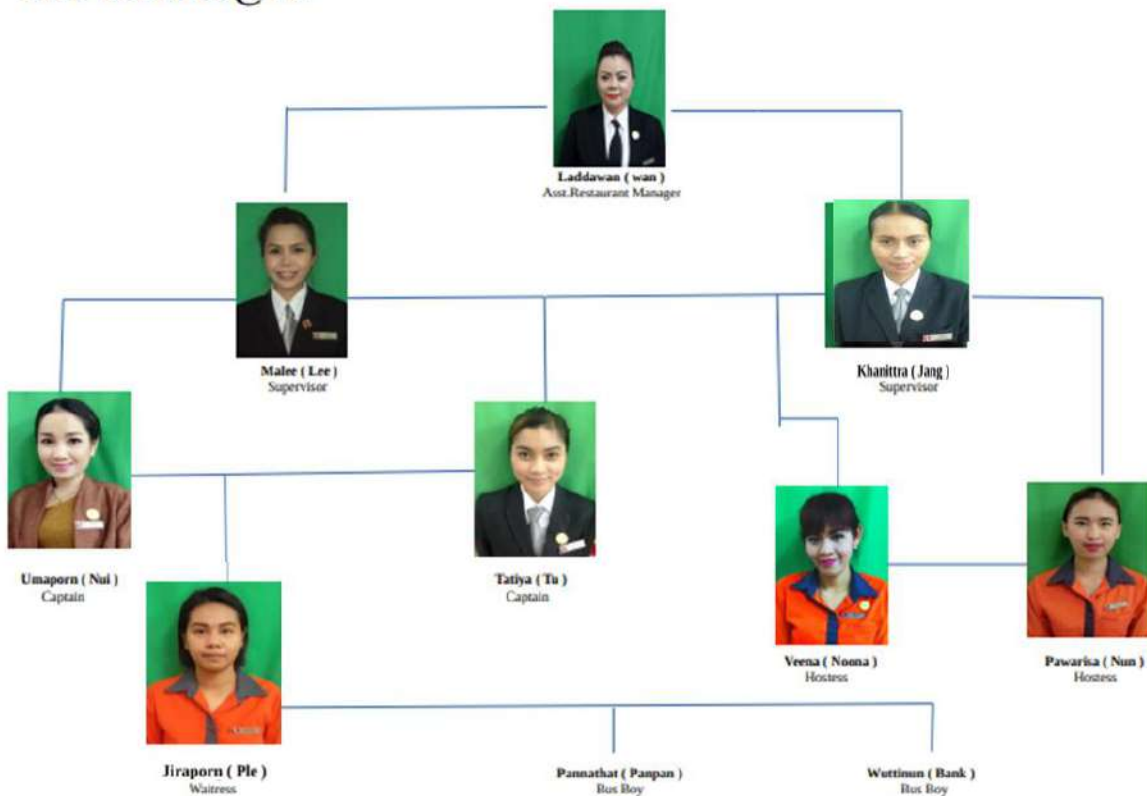 Laddawan ( wan )
Asst.Restaurant Manager
Malee ( Lee )
Supervisor
Khanittra ( Jang )
Supervisor
Umaporn ( Nui )
Captain
Tatiya ( Tu )
Captain
Veena ( Noona )
Hostess
Pawarisa ( Nun )
Hostess
Jiraporn ( Ple )
Waitress
Pannathat ( Panpan )
Bus Boy
Wuttinun ( Bank )
Bus Boy